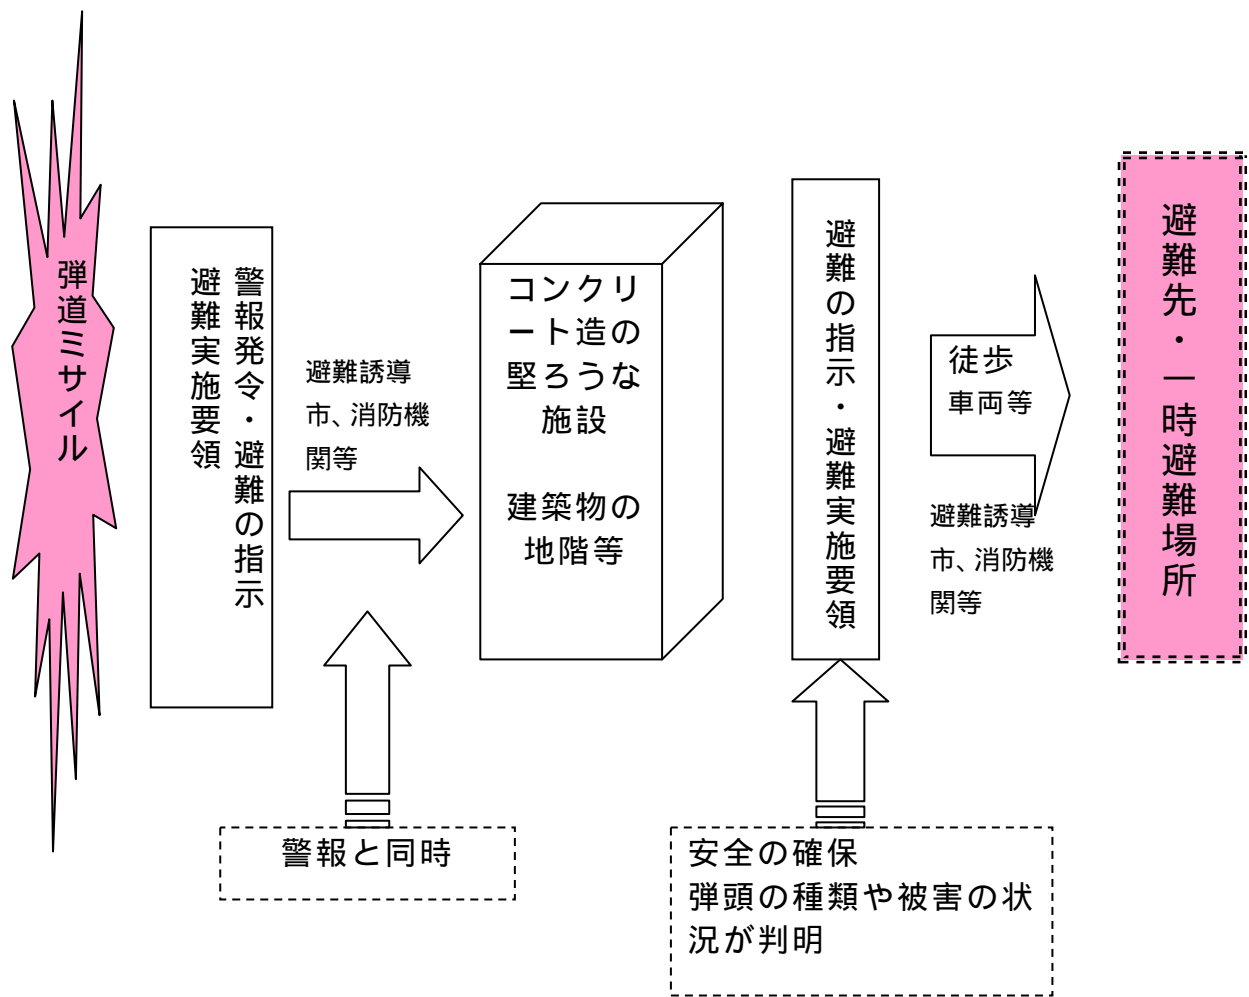 弾道ミサイル
警報発令・避難の指示
避難実施要領
避難誘導
市、消防機
関等
コンクリ
ート造の
堅ろうな
施設
建築物の
地階等
避難の指示・避難実施要領
徒歩
車両等
避難誘導
市、消防機
関等
避難先・一時避難場所
警報と同時
安全の確保
弾頭の種類や被害の状
況が判明